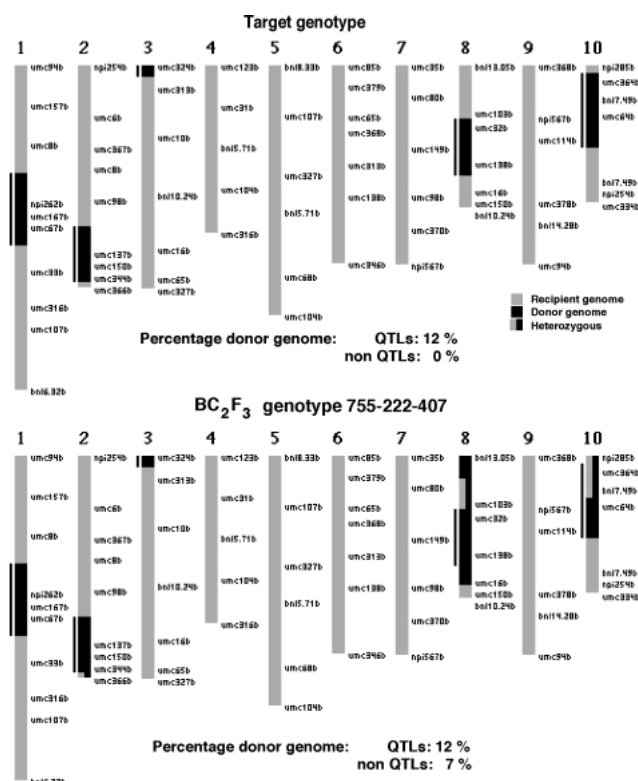 Target genotype
1 2 3 4 5 6 7 8 9 10
umc94b npi254b umc324b umc123b bnl8.33b umc85b umc35b bnl13.05b umc368b npi285b
umc364b
umc313b umc379b
umc80b bnl7.49b
umc157b umc31b
umc6b umc107b umc65b umc103b npi567b umc64b
umc32b
umc10b umc368b
umc8b umc367b bnl5.71b umc149b umc114b
umc8b umc313b umc138b
umc327b
bnl7.49b
umc104b
umc98b bnl10.24b umc138b umc98b umc16b npi254b
npi262b umc150b umc378b umc334b
umc167b bnl5.71b bnl10.24b
umc67b bnl14.28b
umc316b umc370b
umc137b umc16b
umc150b umc346b npi567b umc94b
umc33b umc344b umc65b umc68b
umc366b umc327b
umc316b umc104b
umc107b
bnl6.32b
Recipient genome
Donor genome
Heterozygous
Percentage donor genome: QTLs: 12 %
non QTLs: 0 %
BC2F3 genotype 755-222-407
1 2 3 4 5 6 7 8 9 10
umc94b npi254b umc324b umc123b bnl8.33b umc85b umc35b bnl13.05b umc368b npi285b
umc364b
umc313b umc379b
umc80b bnl7.49b
umc157b umc31b
umc6b umc107b umc65b umc103b npi567b umc64b
umc32b
umc10b umc368b
umc8b umc367b bnl5.71b umc149b umc114b
umc8b umc313b umc138b
umc327b
bnl7.49b
umc104b
umc98b bnl10.24b umc138b umc98b umc16b npi254b
npi262b umc150b umc378b umc334b
umc167b bnl5.71b bnl10.24b
umc67b bnl14.28b
umc316b umc370b
umc137b umc16b
umc150b umc346b npi567b umc94b
umc33b umc344b umc65b umc68b
umc366b umc327b
umc316b umc104b
umc107b
Percentage donor genome: QTLs: 12 %
non QTLs: 7 %